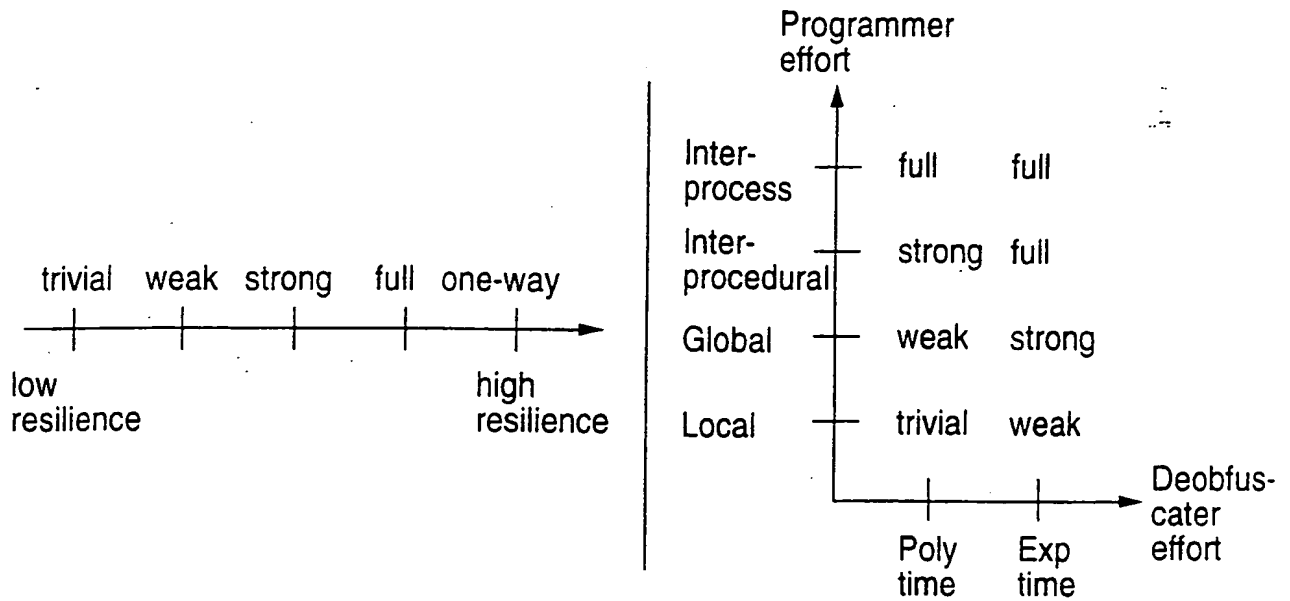 trivial weak strong full one-way
low
resilience
high
resilience
Programmer
effort
Inter-
process
full full
Inter-
procedural
strong full
Global
weak strong
Local
trivial weak
Deobfus-
cater
effort
Poly
time
Exp
time